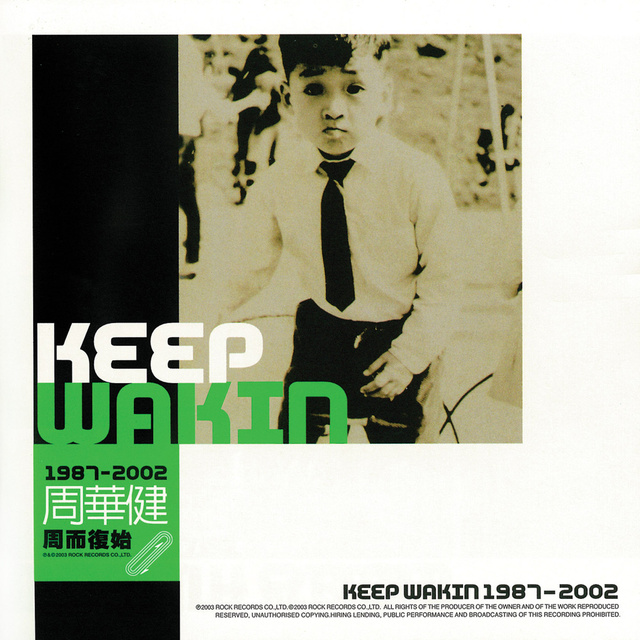 KEEP
WAKIN
1987-2002
周華健
周而復始
℗&©2003 ROCK RECORDS CO.,LTD.
KEEP WAKIN 1987-2002
℗2003 ROCK RECORDS CO.,LTD.©2003 ROCK RECORDS CO.,LTD. ALL RIGHTS OF THE PRODUCER OF THE OWNER AND OF THE WORK REPRODUCED
RESERVED, UNAUTHORISED COPYING.HIRING LENDING, PUBLIC PERFORMANCE AND BROADCASTING OF THIS RECORDING PROHIBITED.